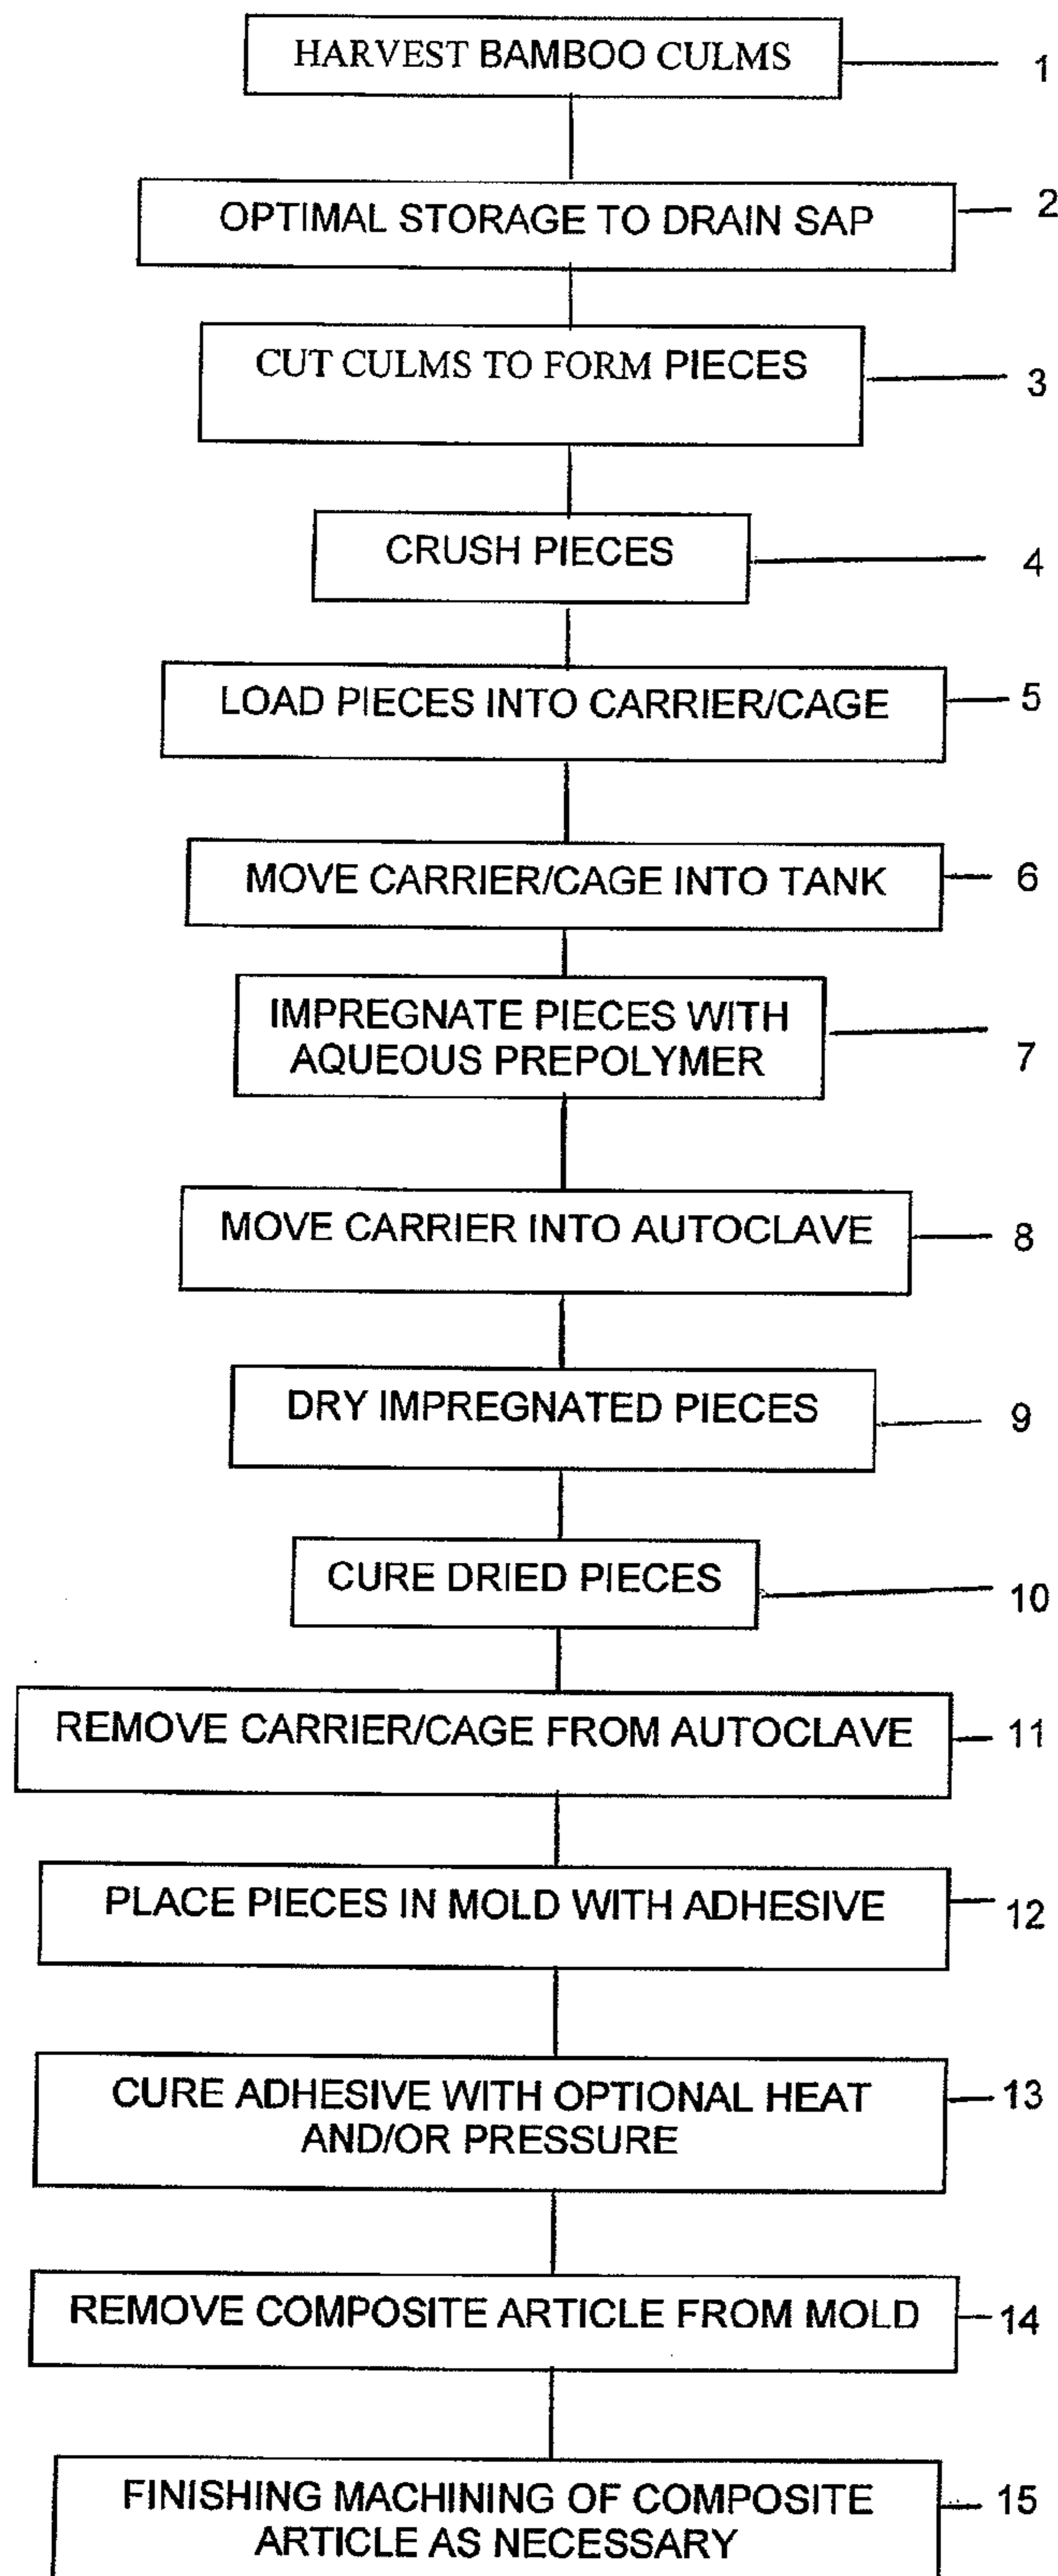 HARVEST BAMBOO CULMS 1
OPTIMAL STORAGE TO DRAIN SAP 2
CUT CULMS TO FORM PIECES 3
CRUSH PIECES 4
LOAD PIECES INTO CARRIER/CAGE 5
MOVE CARRIER/CAGE INTO TANK 6
IMPREGNATE PIECES WITH
AQUEOUS PREPOLYMER 7
MOVE CARRIER INTO AUTOCLAVE 8
DRY IMPREGNATED PIECES 9
CURE DRIED PIECES 10
REMOVE CARRIER/CAGE FROM AUTOCLAVE 11
PLACE PIECES IN MOLD WITH ADHESIVE 12
CURE ADHESIVE WITH OPTIONAL HEAT 13
AND/OR PRESSURE
REMOVE COMPOSITE ARTICLE FROM MOLD 14
FINISHING MACHINING OF COMPOSITE 15
ARTICLE AS NECESSARY